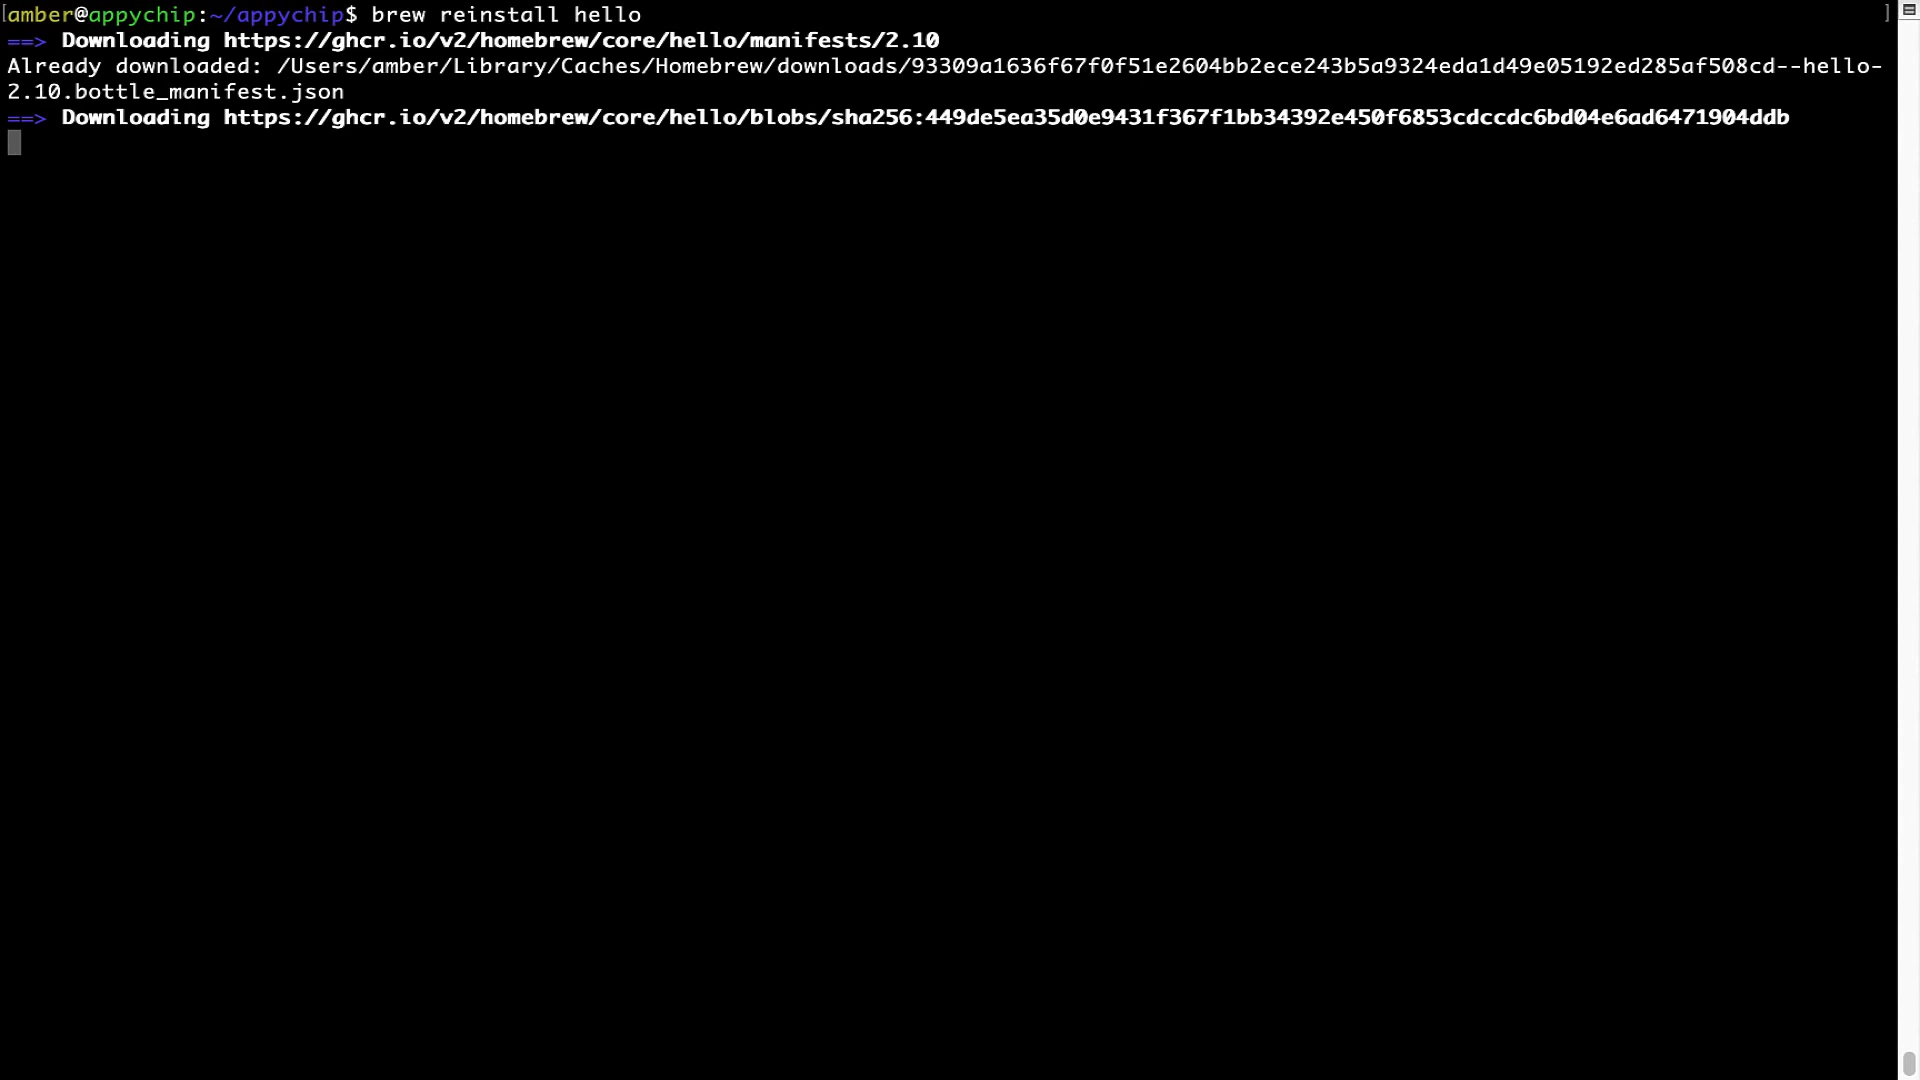 [amber@appychip:~/appychip$ brew reinstall hello ]
==> Downloading https://ghcr.io/v2/homebrew/core/hello/manifests/2.10
Already downloaded: /Users/amber/Library/Caches/Homebrew/downloads/93309a1636f67f0f51e2604bb2ece243b5a9324eda1d49e05192ed285af508cd--hello-
2.10.bottle_manifest.json
==> Downloading https://ghcr.io/v2/homebrew/core/hello/blobs/sha256:449de5ea35d0e9431f367f1bb34392e450f6853cdccdc6bd04e6ad6471904ddb